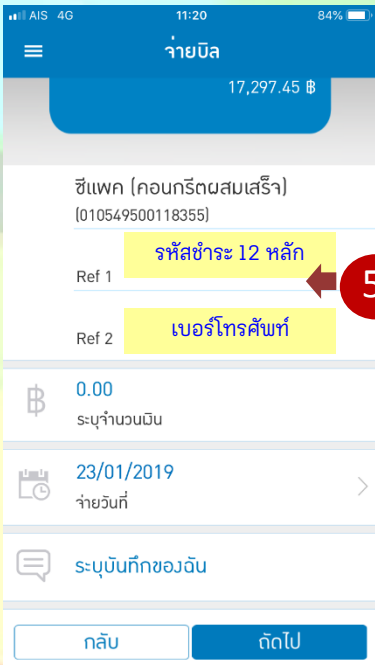 AIS 4G 11:20 84%
จ่ายบิล
17,297.45 ฿
ซีแพค (คอนกรีตผสมเสร็จ)
(010549500118355)
รหัสชำระ 12 หลัก
Ref 1
5
เบอร์โทรศัพท์
Ref 2
฿
0.00
ระบุจำนวนเงิน
23/01/2019
จ่ายวันที่
ระบุบันทึกของฉัน
กลับ
ถัดไป